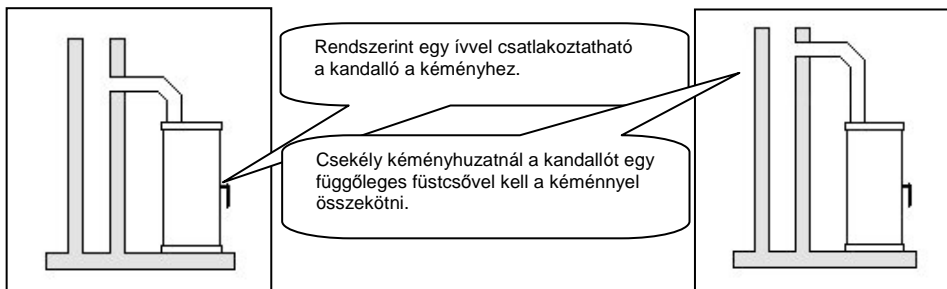 Rendszerint egy ívvel csatlakoztatható
a kandalló a kéményhez.
Csekély kéményhuzatnál a kandallót egy
függőleges füstcsővel kell a kéménnyel
összekötni.